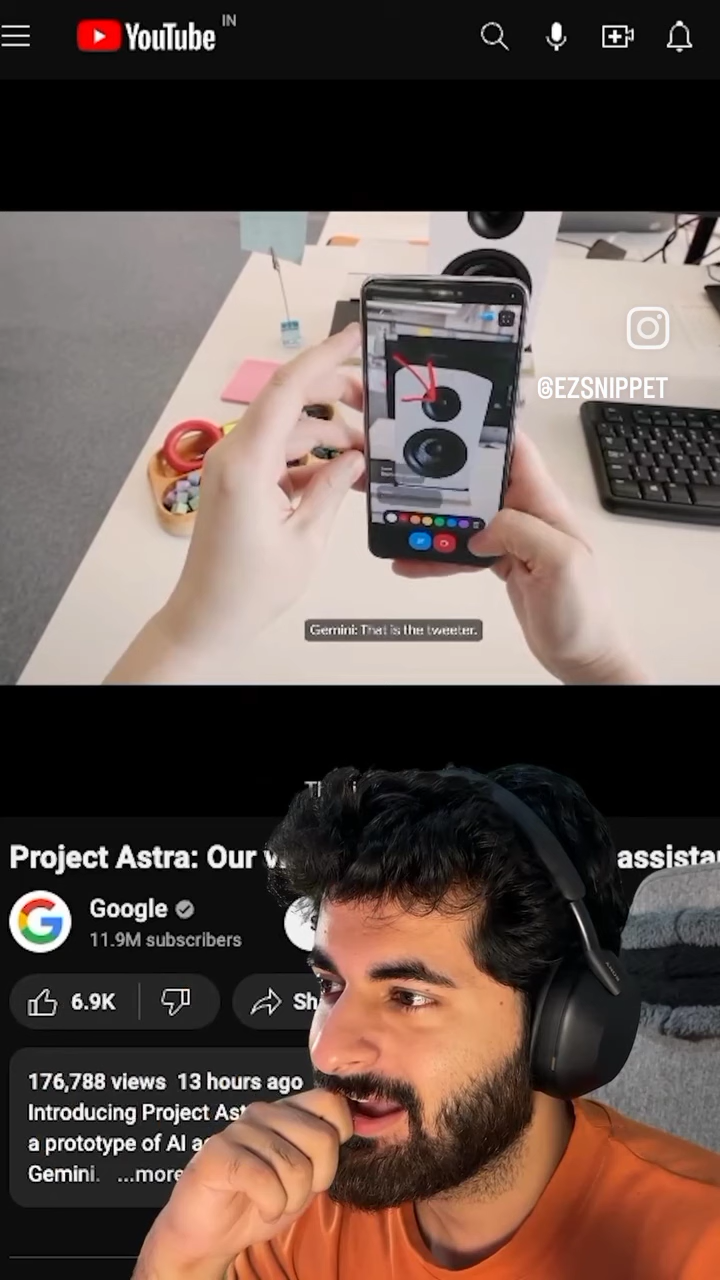 YouTube IN
@EZSNIPPET
Gemini: That is the tweeter.
Project Astra: Our
assista
Google
11.9M subscribers
6.9K
Sh
176,788 views 13 hours ago
Introducing Project Ast
a prototype of AI a
Gemini. ...more